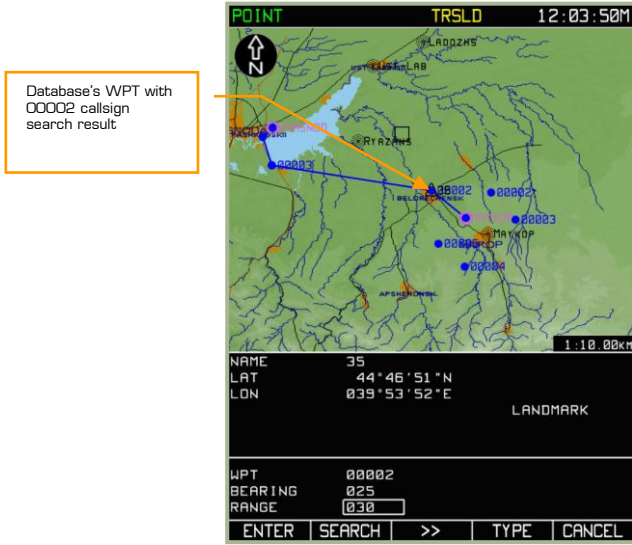 POINT TRSLD 12:03:50M
Database's WPT with
00002 callsign
search result
N
LADOZHS
LAB
RYAZANS
00003
00002
00002
BELORECHENSK
00003
MAYKOP
00004
APSHERONSK
1:10.00KM
NAME 35
LAT 44°46'51"N
LON 039°53'52"E
LANDMARK
WPT 00002
BEARING 025
RANGE 030
ENTER SEARCH >> TYPE CANCEL